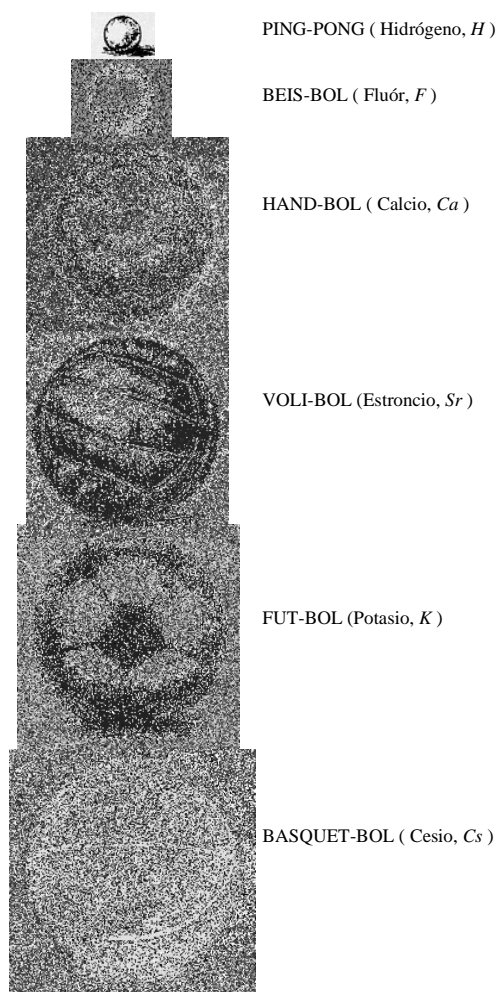 PING-PONG ( Hidrógeno, H )
BEIS-BOL ( Fluór, F )
HAND-BOL ( Calcio, Ca )
VOLI-BOL (Estroncio, Sr )
FUT-BOL (Potasio, K )
BASQUET-BOL ( Cesio, Cs )